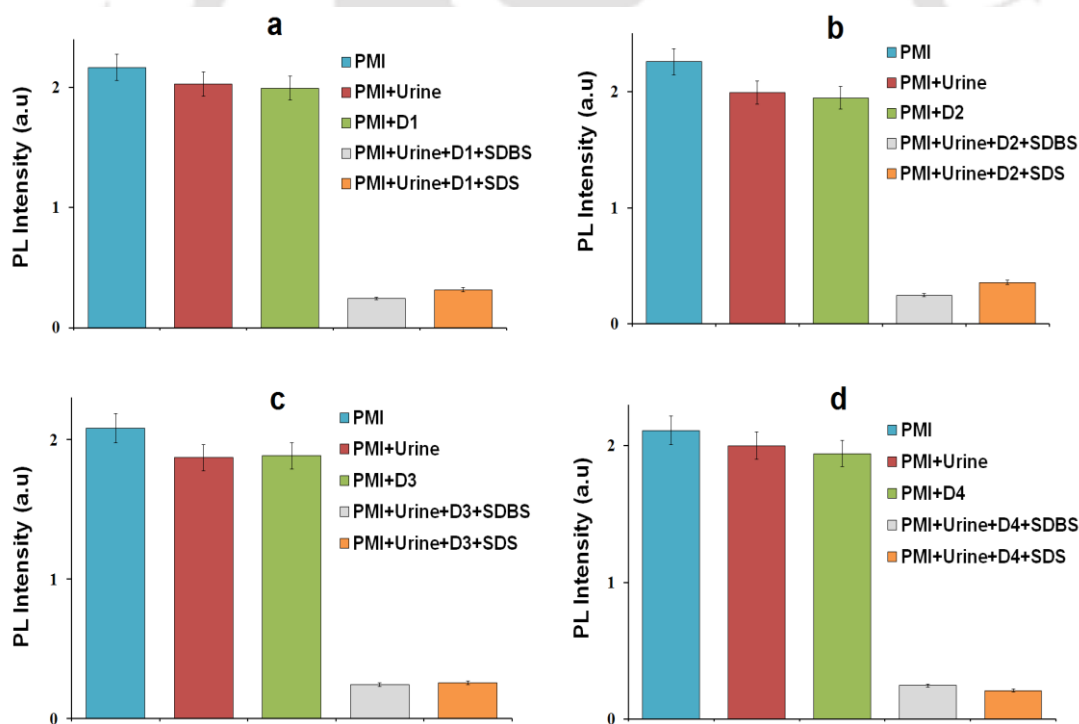 a
PL Intensity (a.u)
2
1
0
PMI
PMI+Urine
PMI+D1
PMI+Urine+D1+SDBS
PMI+Urine+D1+SDS
b
PL Intensity (a.u)
2
1
0
PMI
PMI+Urine
PMI+D2
PMI+Urine+D2+SDBS
PMI+Urine+D2+SDS
c
PL Intensity (a.u)
2
1
0
PMI
PMI+Urine
PMI+D3
PMI+Urine+D3+SDBS
PMI+Urine+D3+SDS
d
PL Intensity (a.u)
2
1
0
PMI
PMI+Urine
PMI+D4
PMI+Urine+D4+SDBS
PMI+Urine+D4+SDS